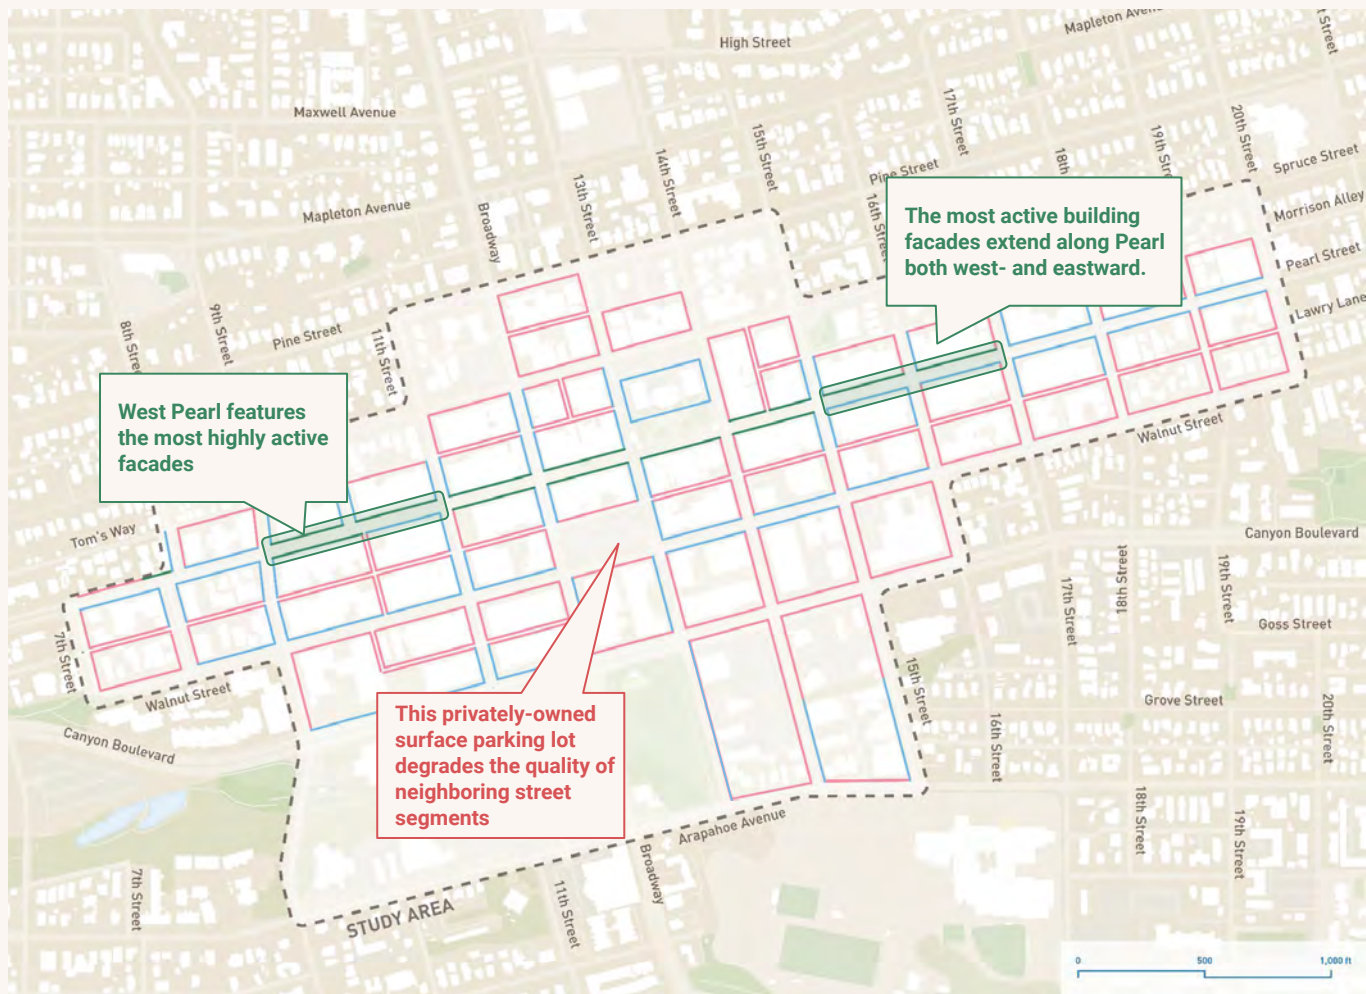 High Street
Mapleton Avenue
Maxwell Avenue
17th Street
20th Street
15th Street
19th
14th Street
18th
Spruce Street
Pine Street
13th Street
Mapleton Avenue
Broadway
16th
Morrison Alley
The most active building
facades extend along Pearl
both west- and eastward.
Pearl Street
Lawry Lane
9th Street
8th
Pine Street
11th Street
West Pearl features
the most highly active
facades
Walnut Street
Tom's Way
Canyon Boulevard
7th Street
17th Street
18th Street
19th Street
Goss Street
15th Street
Walnut Street
Grove Street
20th Street
16th Street
Canyon Boulevard
This privately-owned
surface parking lot
degrades the quality of
neighboring street
segments
18th Street
19th Street
Arapahoe Avenue
7th Street
11th Street
Broadway
STUDY AREA
0 500 1,000 ft